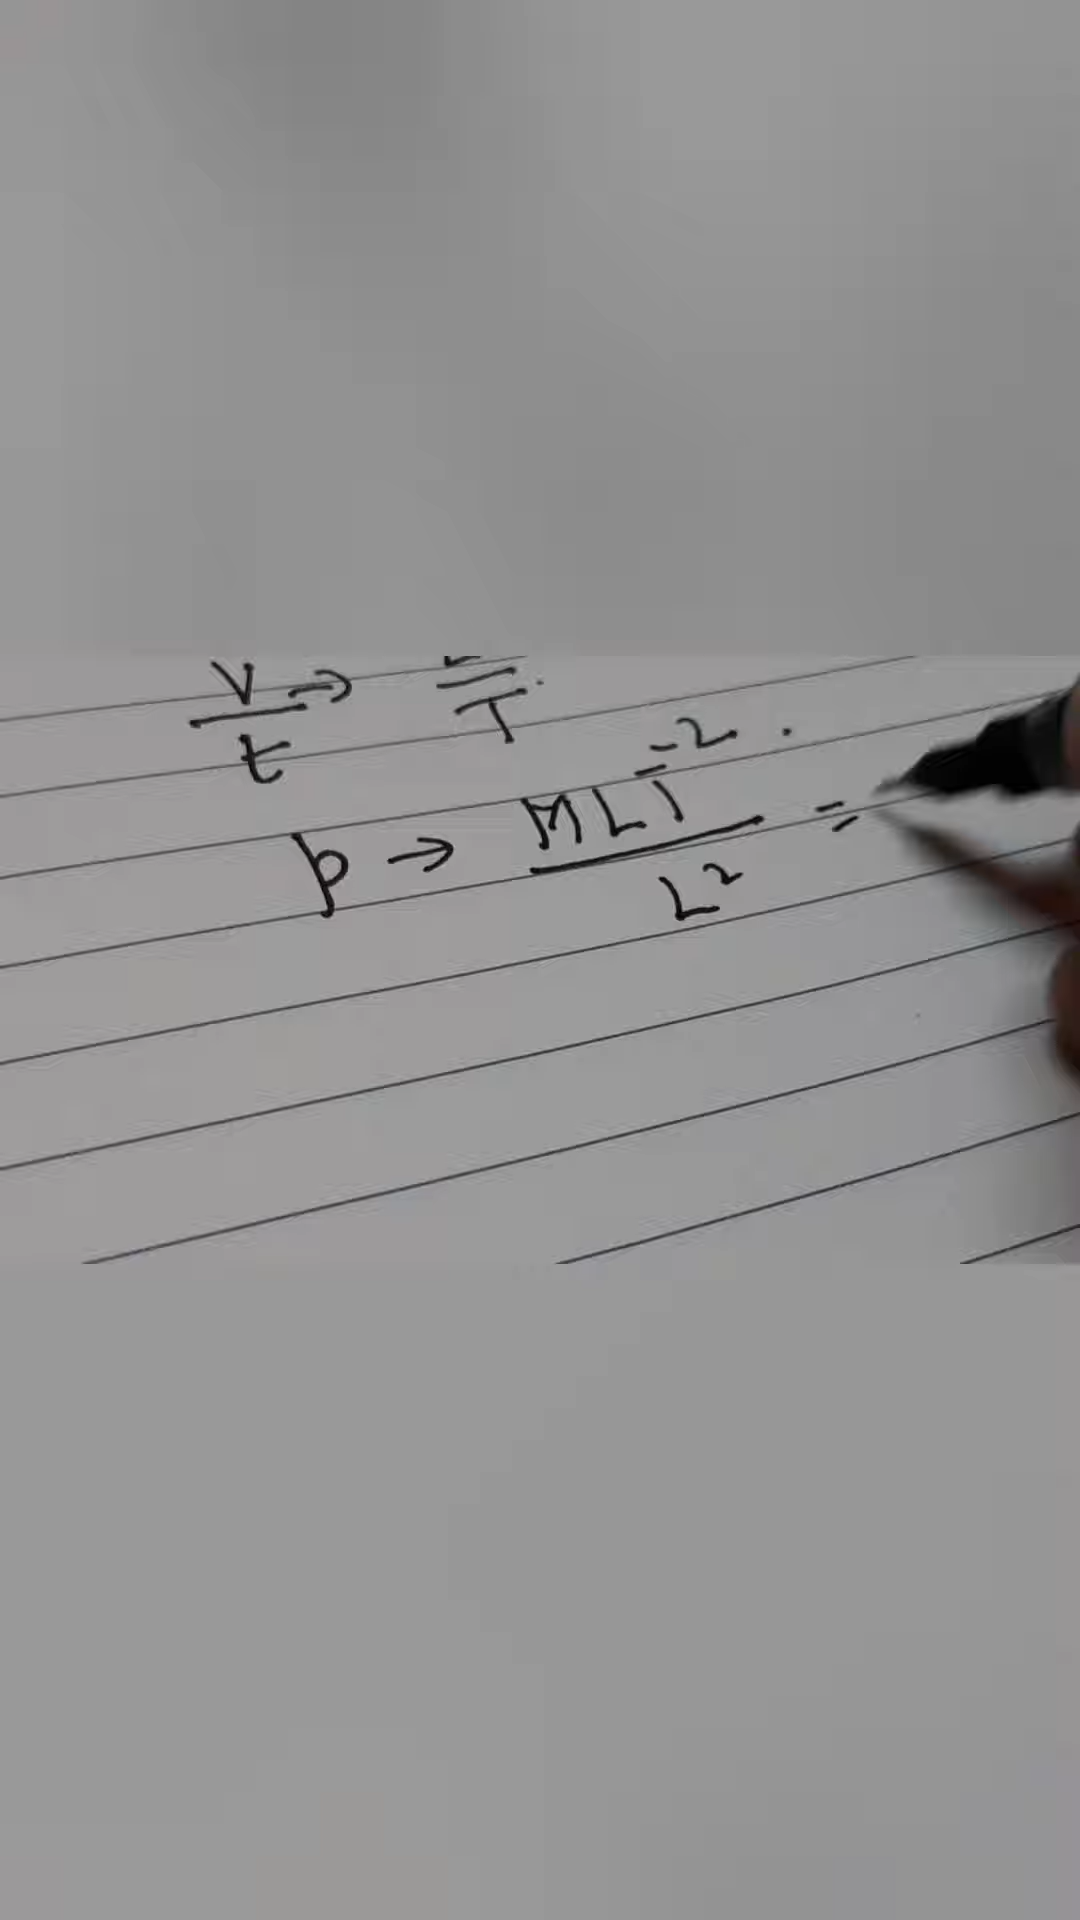 V/t → /T.
p → MLT⁻² / L² =